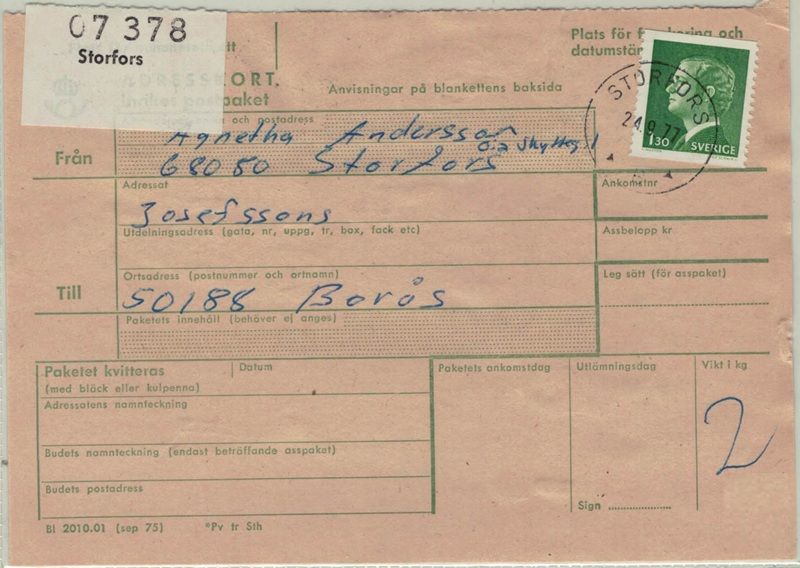 07 378
Storfors
Plats för frankering och
datumstämpel
ADRESSKORT
inrikes postpaket
Anvisningar på blankettens baksida
STORFORS
24.9.77
1.30 SVERIGE
och postadress
Från
Agnetha Andersson
Skytteg. 1
68050 Storfors
Adressat
Ankomstnr
Josefssons
Utdelningsadress (gata, nr, uppg, tr, box, fack etc)
Assbelopp kr
Till
Ortsadress (postnummer och ortnamn)
Leg sätt (för asspaket)
50188 Borås
Paketets innehåll (behöver ej anges)
Paketet kvitteras
(med bläck eller kulpenna)
Datum
Paketets ankomstdag
Utlämningsdag
Vikt i kg
Adressatens namnteckning
2
Budets namnteckning (endast beträffande asspaket)
Budets postadress
Sign
Bl 2010.01 (sep 75) *Pv tr Sth